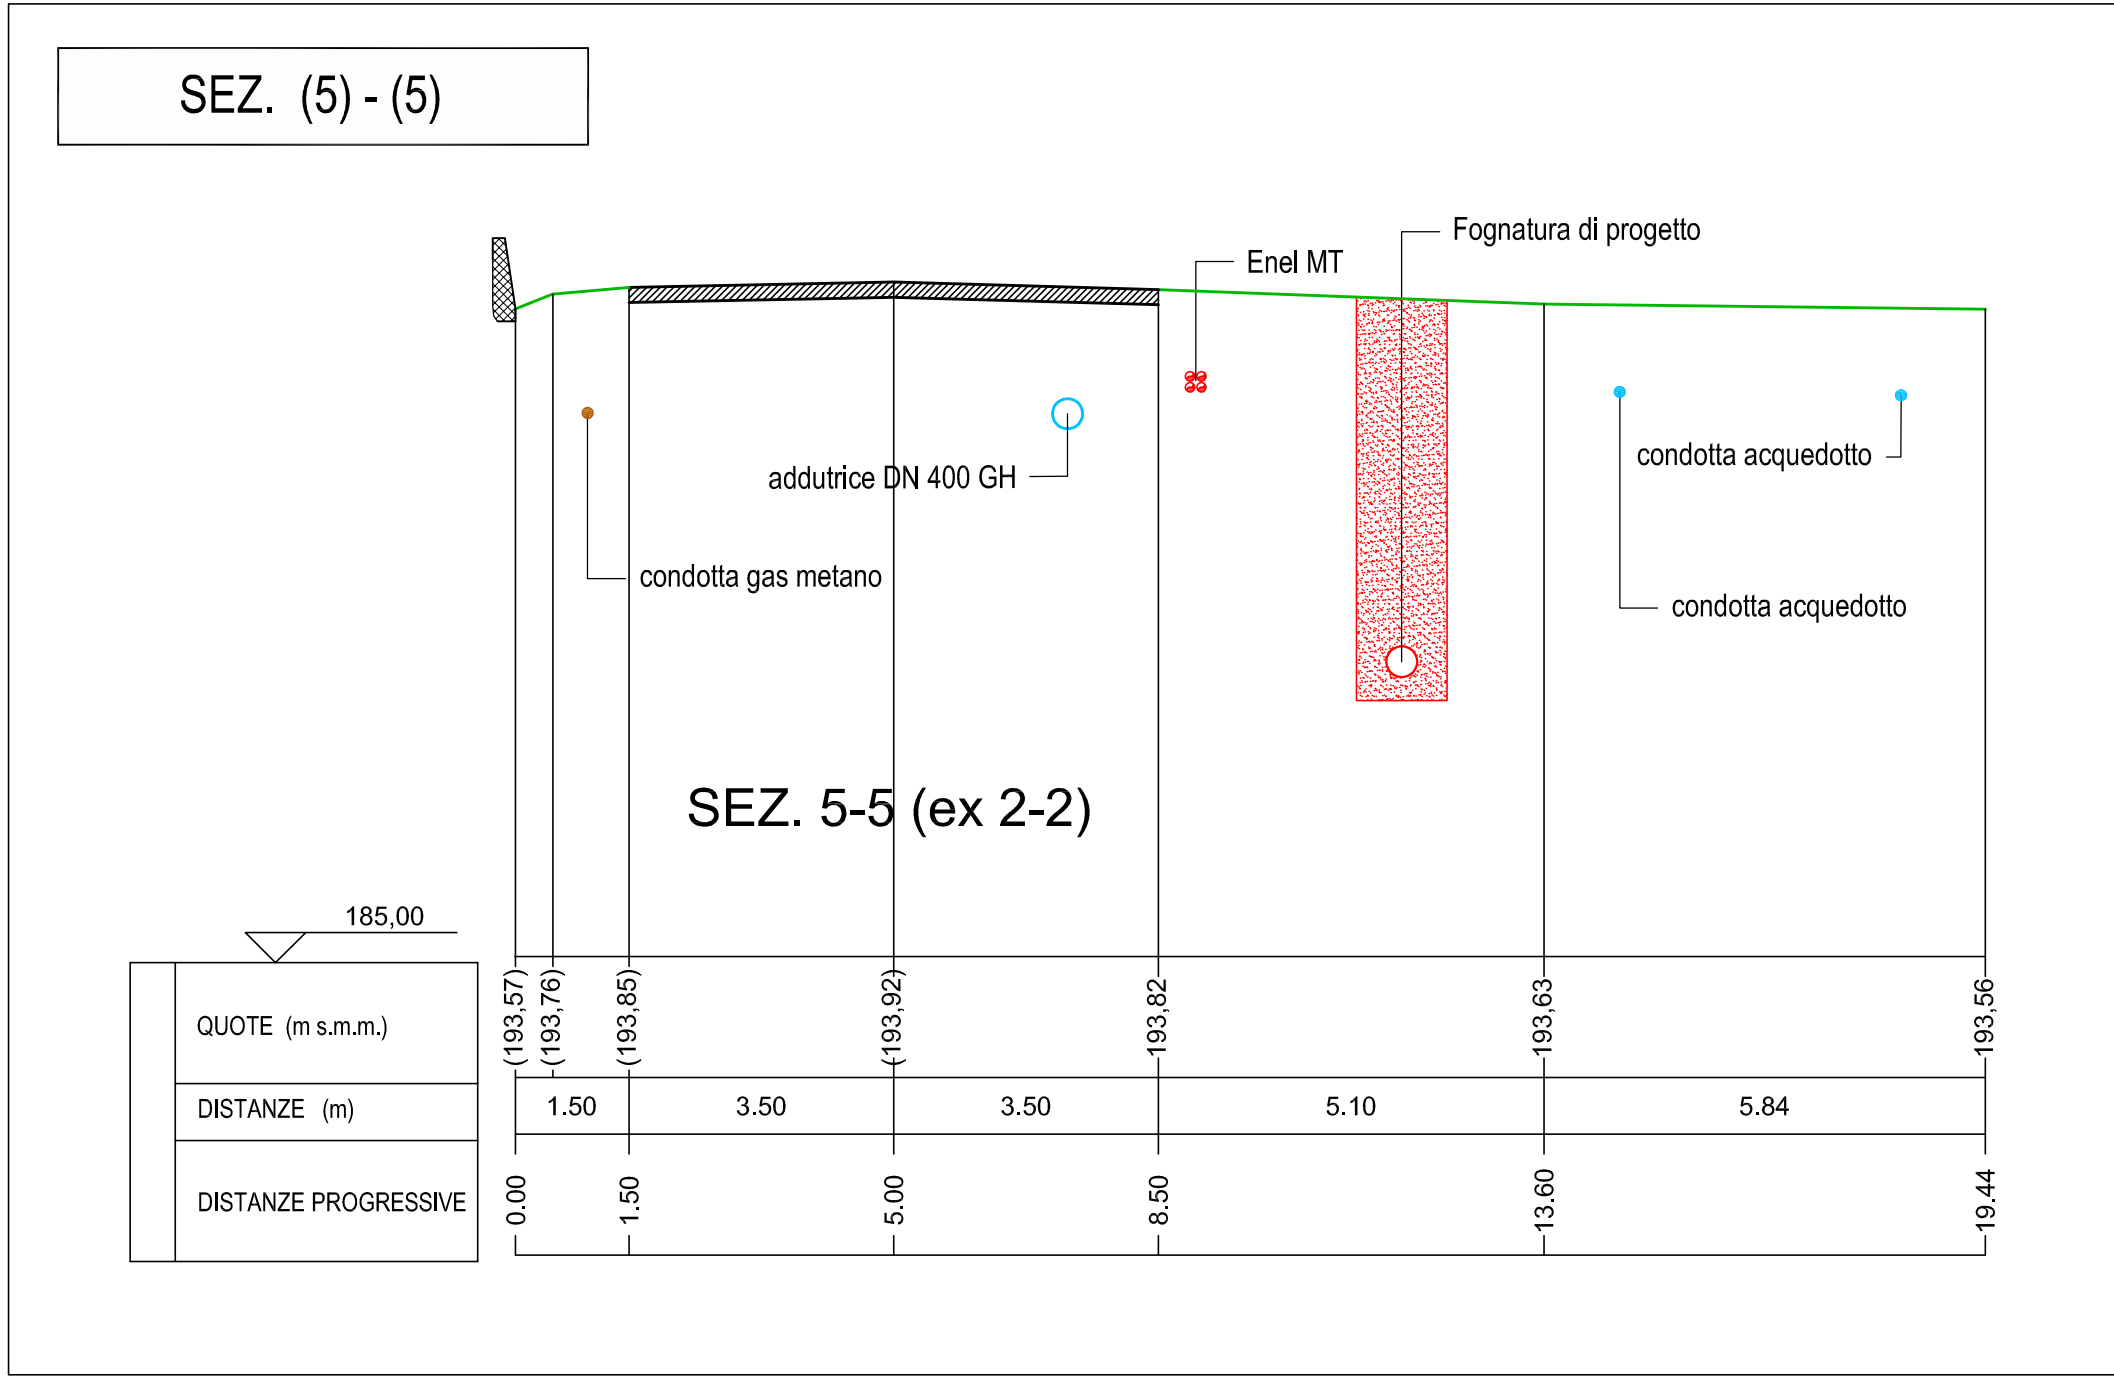 SEZ. (5) - (5)
Fognatura di progetto
Enel MT
condotta acquedotto
addutrice DN 400 GH
condotta gas metano
condotta acquedotto
SEZ. 5-5 (ex 2-2)
185,00
QUOTE (m s.m.m.)
(193,57)
(193,76)
(193,85)
(193,92)
193,82
193,63
193,56
DISTANZE (m)
1.50
3.50
3.50
5.10
5.84
DISTANZE PROGRESSIVE
0.00
1.50
5.00
8.50
13.60
19.44